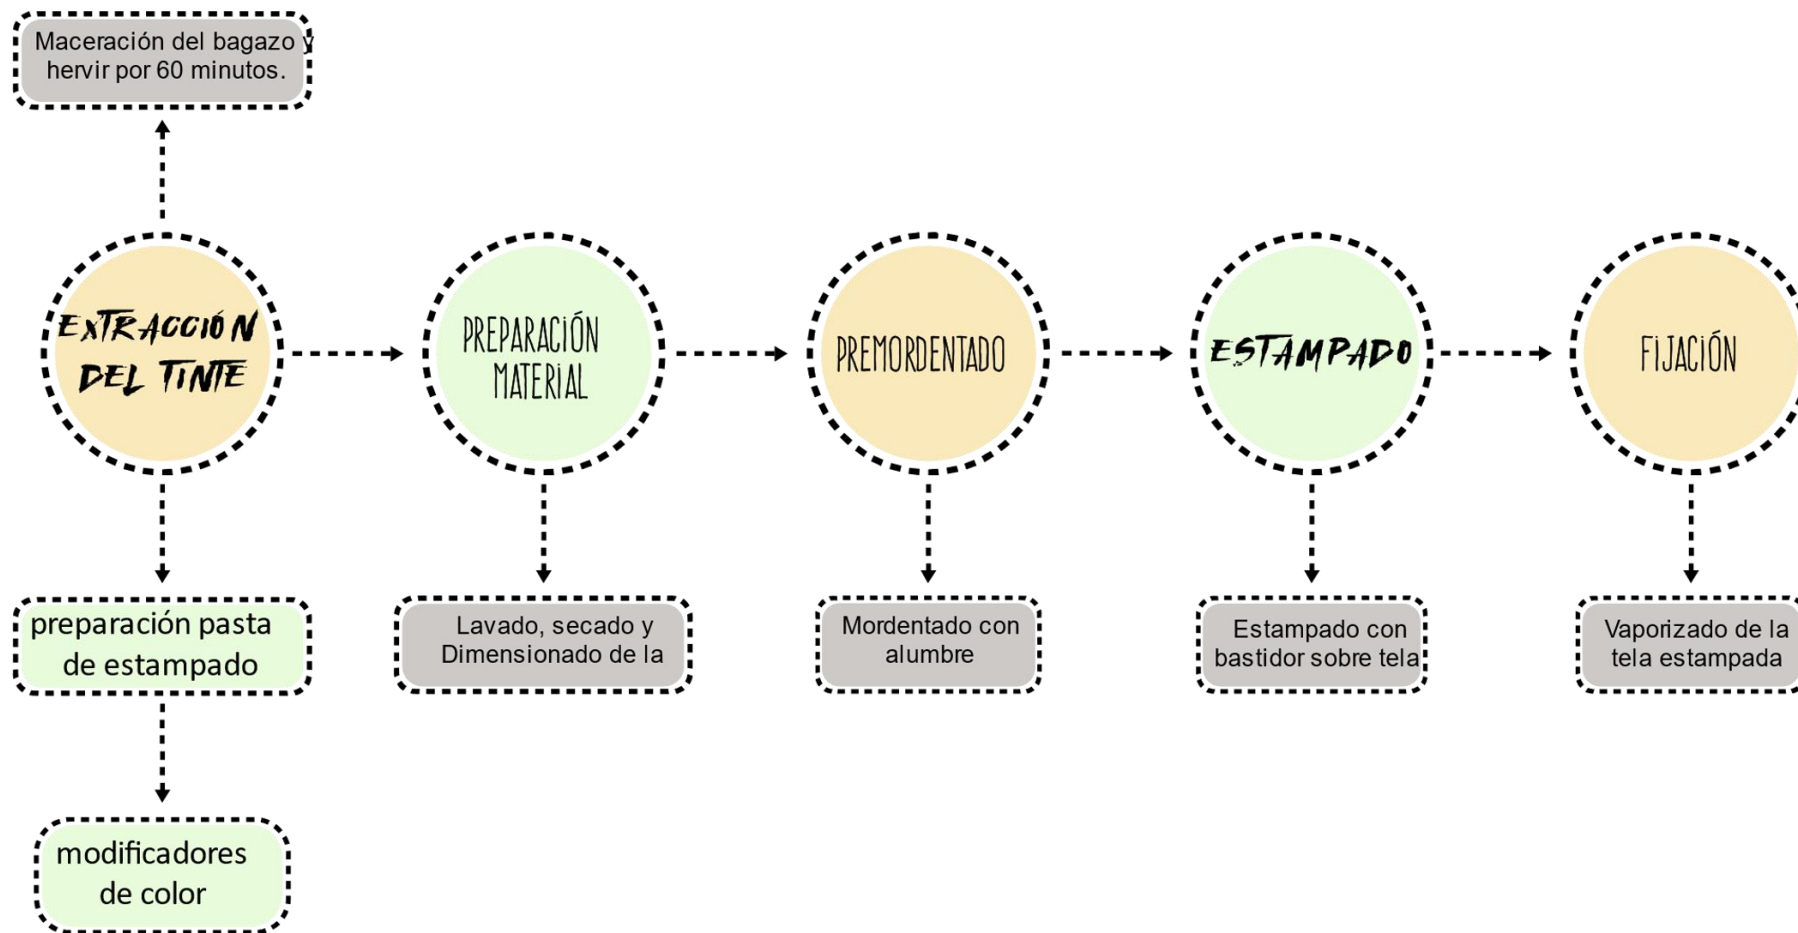 Maceración del bagazo y
hervir por 60 minutos.
EXTRACCIÓN
DEL TINTE
PREPARACIÓN
MATERIAL
PREMORDENTADO
ESTAMPADO
FIJACIÓN
preparación pasta
de estampado
Lavado, secado y
Dimensionado de la
Mordentado con
alumbre
Estampado con
bastidor sobre tela
Vaporizado de la
tela estampada
modificadores
de color